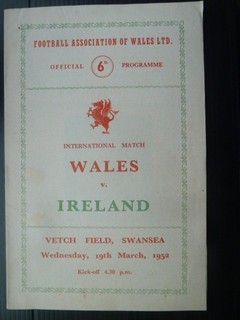 FOOTBALL ASSOCIATION OF WALES LTD.
OFFICIAL 6D PROGRAMME
INTERNATIONAL MATCH
WALES
v.
IRELAND
VETCH FIELD, SWANSEA
Wednesday, 19th March, 1952
Kick-off 4.30 p.m.